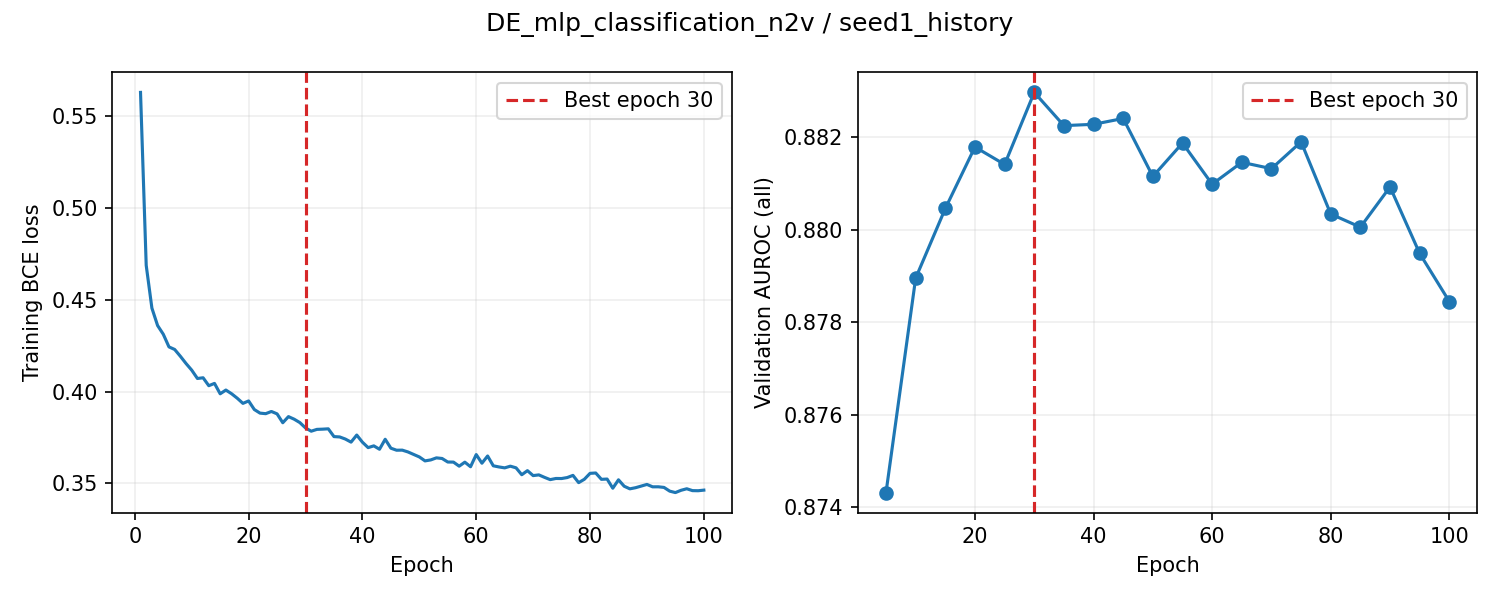 DE_mlp_classification_n2v / seed1_history
Training BCE loss
0.55
0.50
0.45
0.40
0.35
Best epoch 30
0 20 40 60 80 100
Epoch
Validation AUROC (all)
0.882
0.880
0.878
0.876
0.874
Best epoch 30
20 40 60 80 100
Epoch